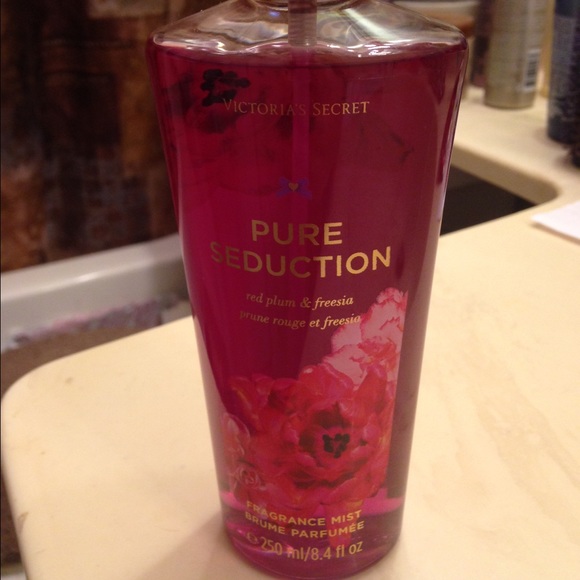 VICTORIA'S SECRET
PURE
SEDUCTION
red plum & freesia
prune rouge et freesia
FRAGRANCE MIST
BRUME PARFUMÉE
250 ml/8.4 fl oz